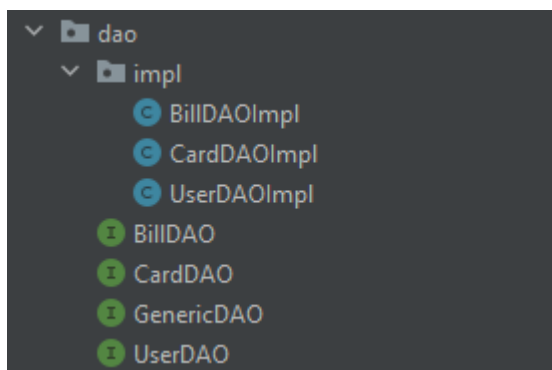 dao
impl
C BillDAOImpl
C CardDAOImpl
C UserDAOImpl
I BillDAO
I CardDAO
I GenericDAO
I UserDAO